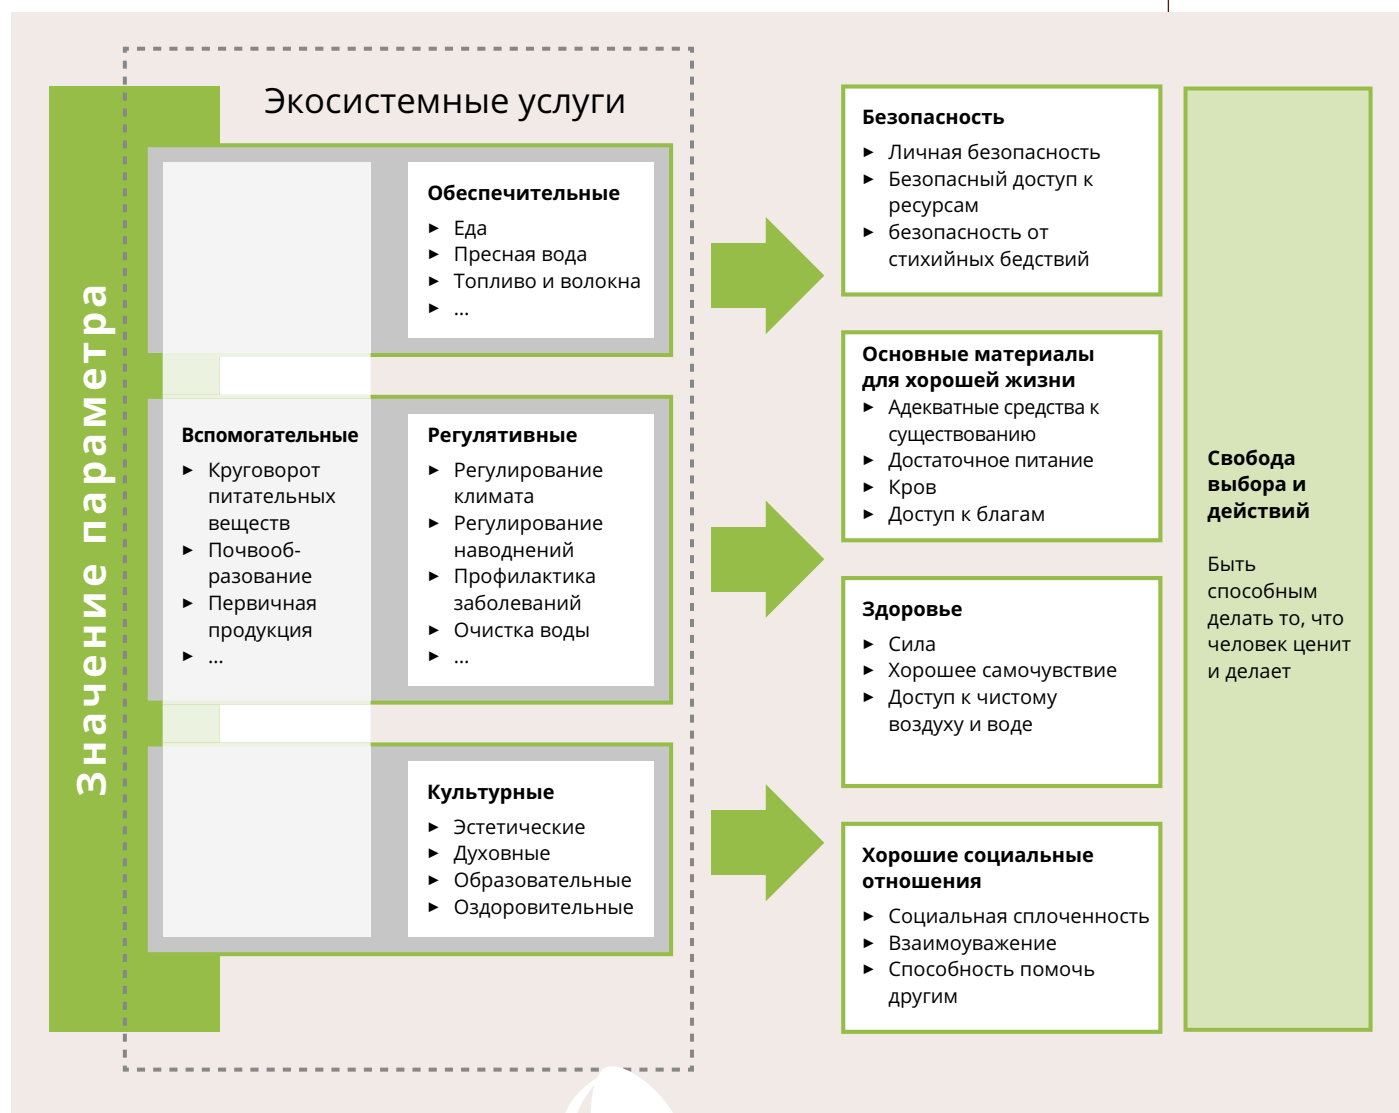 Значение параметра
Экосистемные услуги
Вспомогательные
► Круговорот
питательных
веществ
► Почвооб-
разование
► Первичная
продукция
► ...
Обеспечительные
► Еда
► Пресная вода
► Топливо и волокна
► ...
Регулятивные
► Регулирование
климата
► Регулирование
наводнений
► Профилактика
заболеваний
► Очистка воды
► ...
Культурные
► Эстетические
► Духовные
► Образовательные
► Оздоровительные
Безопасность
► Личная безопасность
► Безопасный доступ к
ресурсам
► безопасность от
стихийных бедствий
Основные материалы
для хорошей жизни
► Адекватные средства к
существованию
► Достаточное питание
► Кров
► Доступ к благам
Здоровье
► Сила
► Хорошее самочувствие
► Доступ к чистому
воздуху и воде
Хорошие социальные
отношения
► Социальная сплоченность
► Взаимоуважение
► Способность помочь
другим
Свобода
выбора и
действий
Быть
способным
делать то, что
человек ценит
и делает